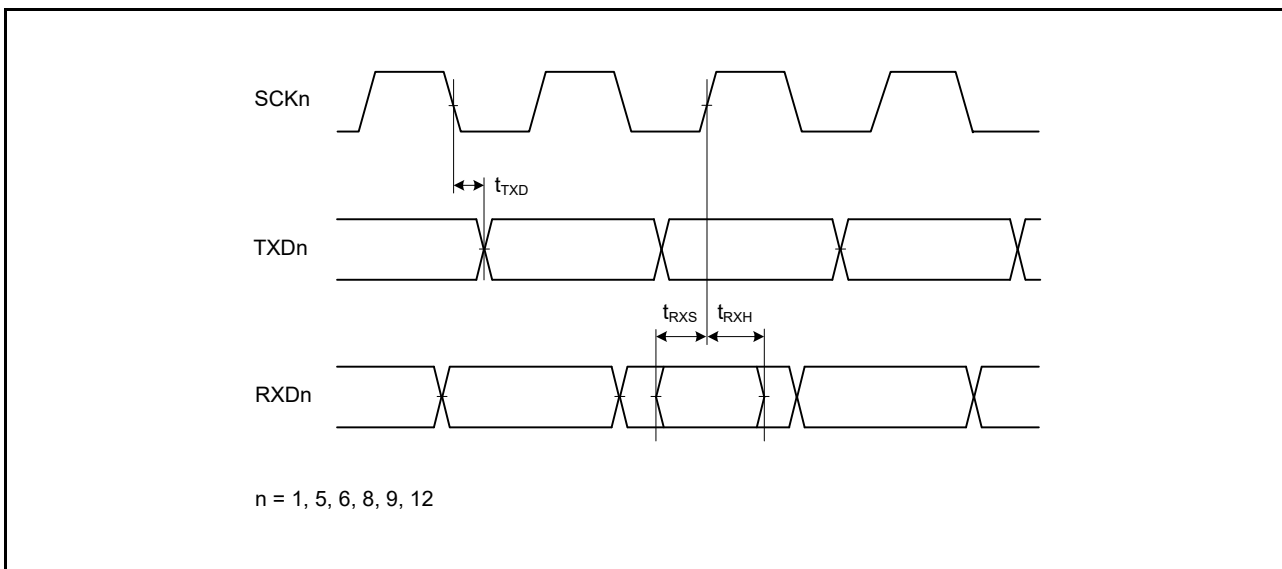 SCKn
tTXD
TXDn
tRXS tRXH
RXDn
n = 1, 5, 6, 8, 9, 12